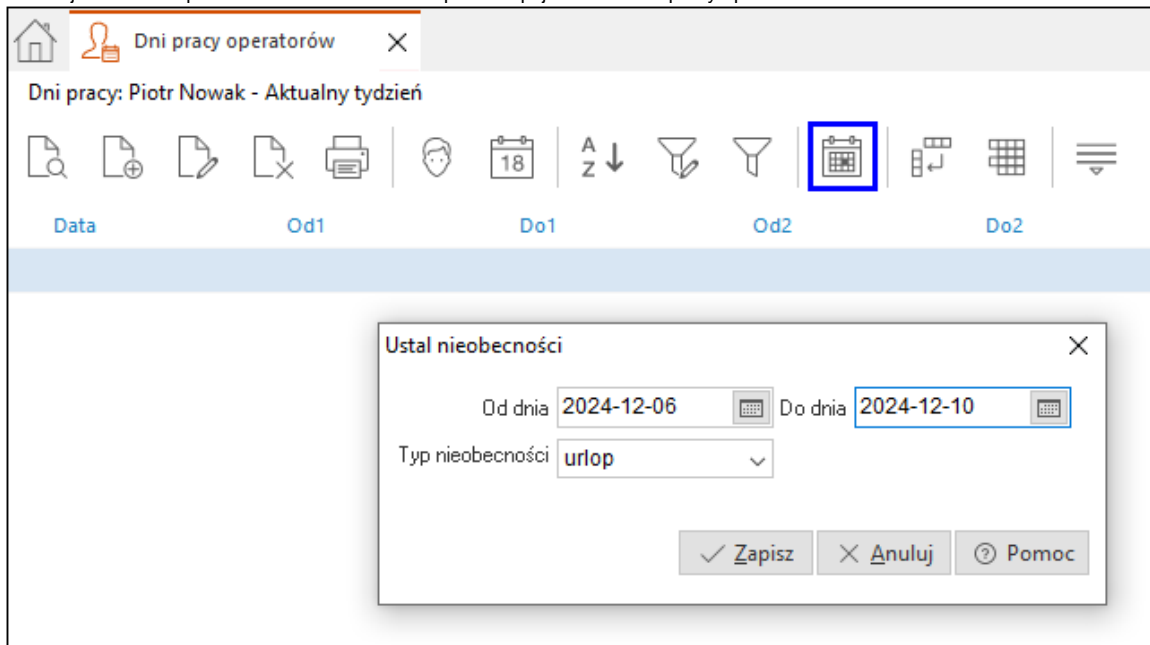 Dni pracy operatorów
Dni pracy: Piotr Nowak - Aktualny tydzień
18 A Z
Data Od1 Do1 Od2 Do2
Ustal nieobecności
Od dnia 2024-12-06 Do dnia 2024-12-10
Typ nieobecności urlop
Zapisz Anuluj Pomoc